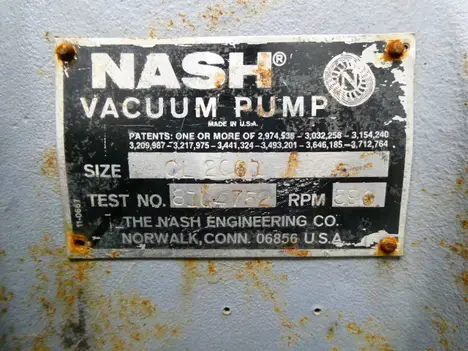 NASH®
VACUUM PUMP
MADE IN U.S.A.
PATENTS: ONE OR MORE OF 2,974,538 - 3,032,258 - 3,154,240
3,209,987 - 3,217,975 - 3,441,324 - 3,493,201 - 3,646,185 - 3,712,764
SIZE
TEST NO. RPM
THE NASH ENGINEERING CO.
NORWALK, CONN. 06856 U.S.A.
11-0667